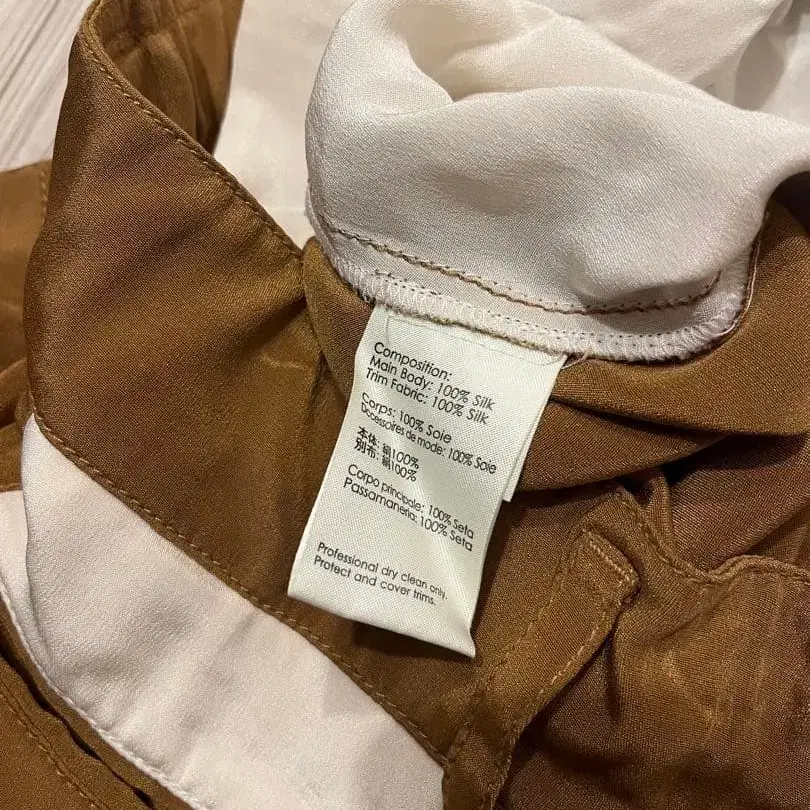 Composition:
Main Body: 100% Silk
Trim Fabric: 100% Silk
Corps: 100% Soie
Accessoires de mode: 100% Soie
本体: 絹100%
別布: 絹100%
Corpo principale: 100% Seta
Passamaneria: 100% Seta
Professional dry clean only.
Protect and cover trims.